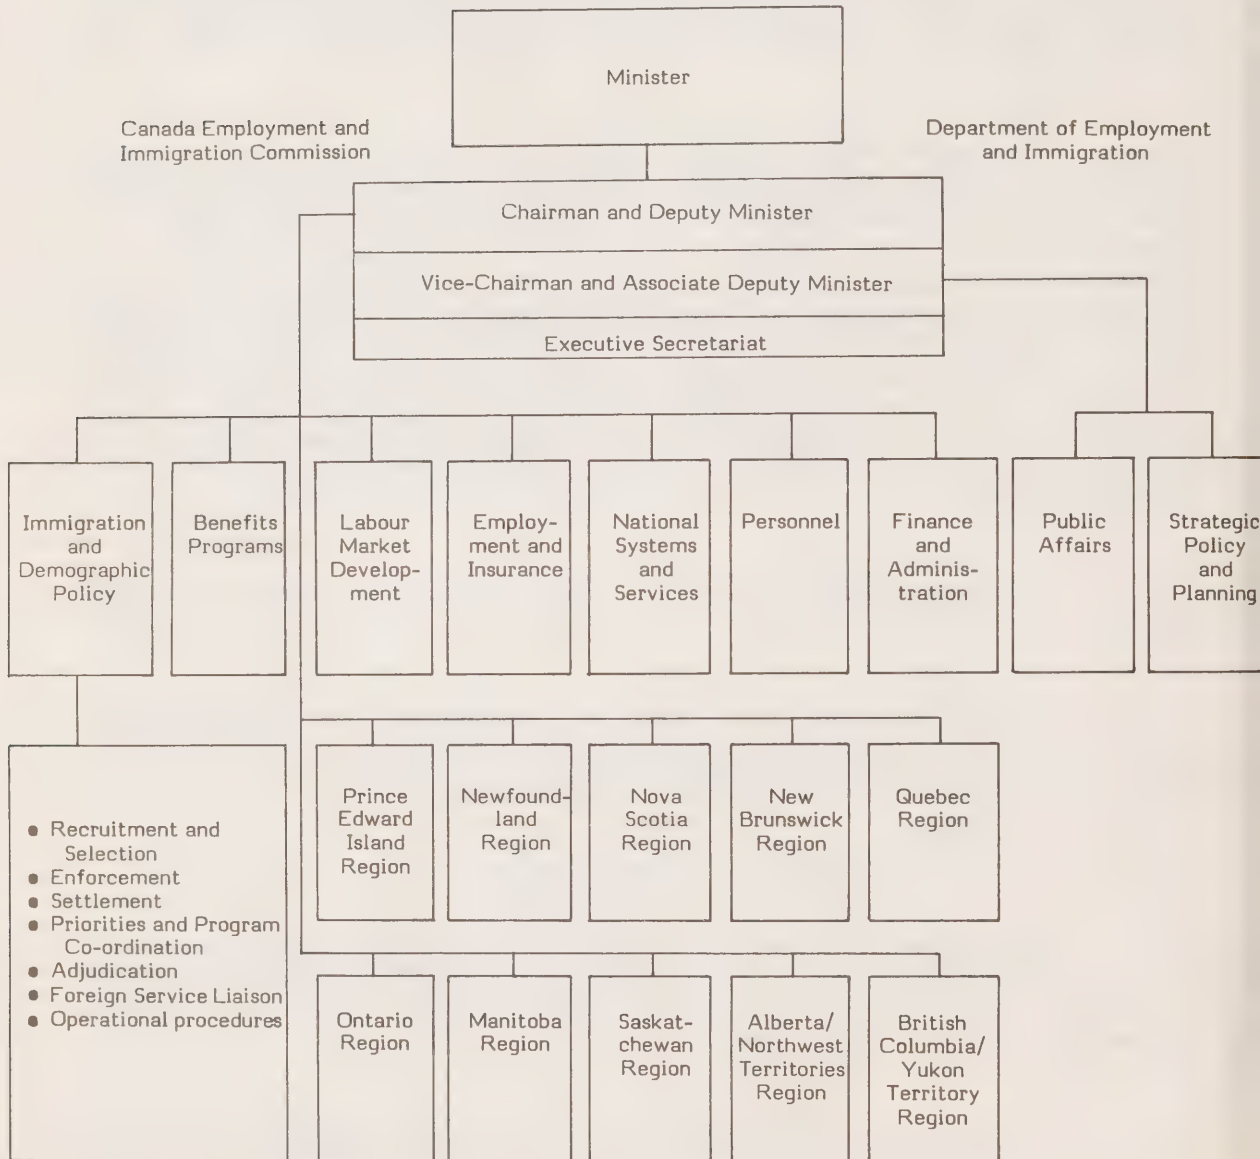 Minister
Canada Employment and
Immigration Commission
Department of Employment
and Immigration
Chairman and Deputy Minister
Vice-Chairman and Associate Deputy Minister
Executive Secretariat
Immigration
and
Demographic
Policy
Benefits
Programs
Labour
Market
Develop-
ment
Employ-
ment and
Insurance
National
Systems
and
Services
Personnel
Finance
and
Adminis-
tration
Public
Affairs
Strategic
Policy
and
Planning
• Recruitment and
Selection
• Enforcement
• Settlement
• Priorities and Program
Co-ordination
• Adjudication
• Foreign Service Liaison
• Operational procedures
Prince
Edward
Island
Region
Newfound-
land
Region
Nova
Scotia
Region
New
Brunswick
Region
Quebec
Region
Ontario
Region
Manitoba
Region
Saskat-
chewan
Region
Alberta/
Northwest
Territories
Region
British
Columbia/
Yukon
Territory
Region